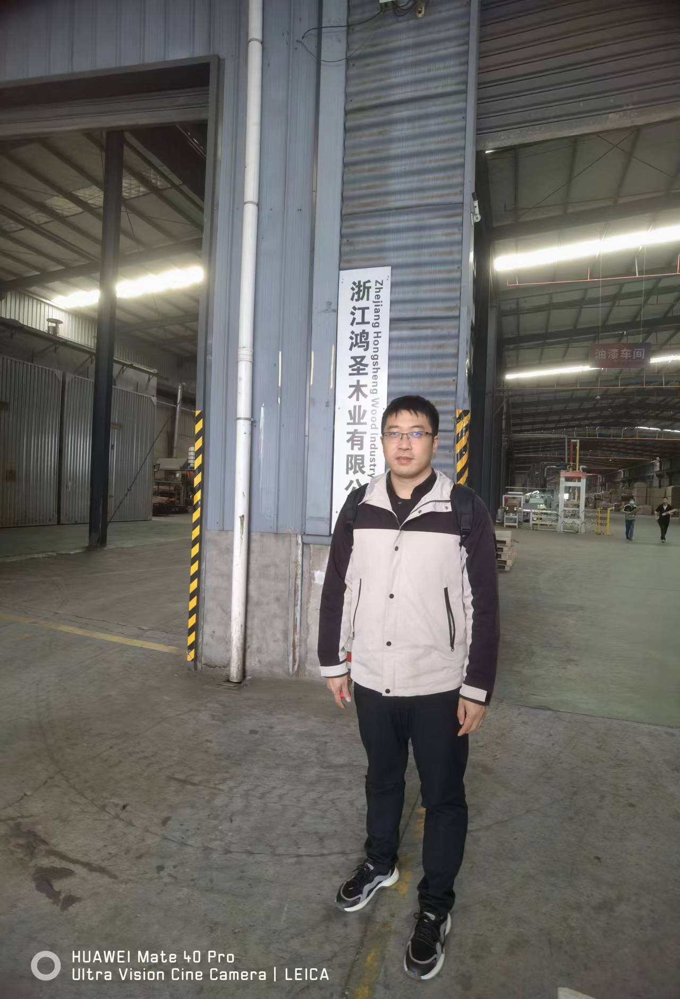 浙江鸿圣木业有限公
Zhejiang Hongsheng Wood Industry
油漆车间
HUAWEI Mate 40 Pro
Ultra Vision Cine Camera | LEICA